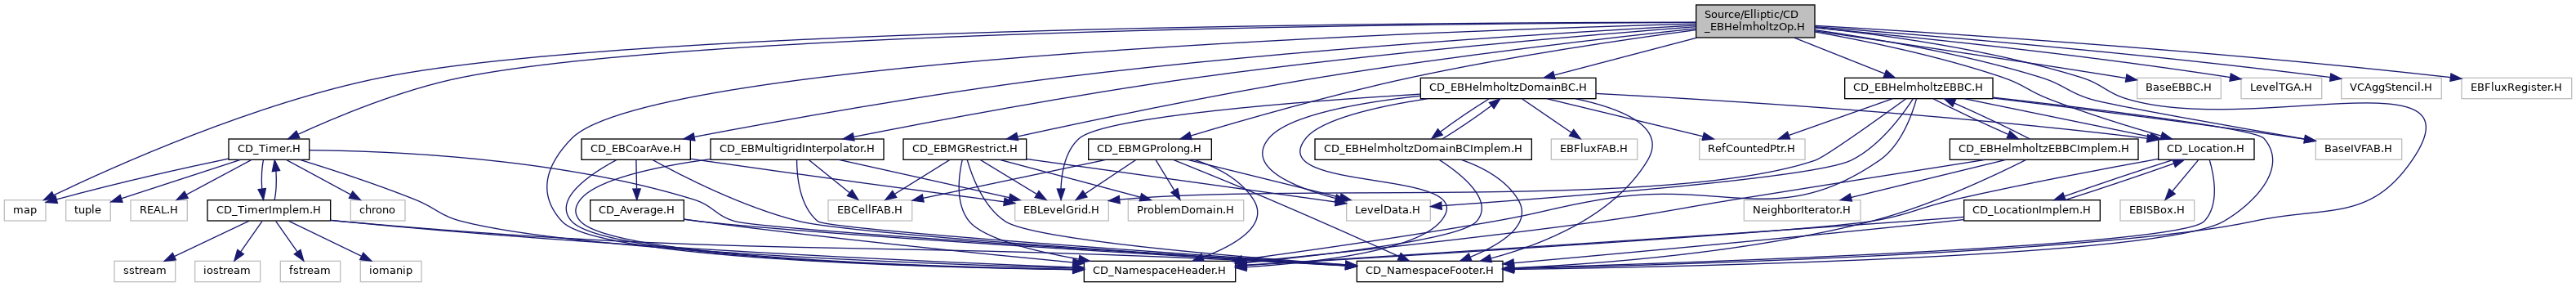 Source/Elliptic/CD
_EBHelmholtzOp.H
CD_EBHelmholtzDomainBC.H
CD_EBHelmholtzEBBC.H
BaseEBBC.H
LevelTGA.H
VCAggStencil.H
EBFluxRegister.H
CD_Timer.H
CD_EBCoarAve.H
CD_EBMultigridInterpolator.H
CD_EBMGRestrict.H
CD_EBMGProlong.H
CD_EBHelmholtzDomainBCImplem.H
EBFluxFAB.H
RefCountedPtr.H
CD_EBHelmholtzEBBCImplem.H
CD_Location.H
BaseIVFAB.H
map
tuple
REAL.H
CD_TimerImplem.H
chrono
CD_Average.H
EBCellFAB.H
EBLevelGrid.H
ProblemDomain.H
LevelData.H
NeighborIterator.H
CD_LocationImplem.H
EBISBox.H
sstream
iostream
fstream
iomanip
CD_NamespaceHeader.H
CD_NamespaceFooter.H